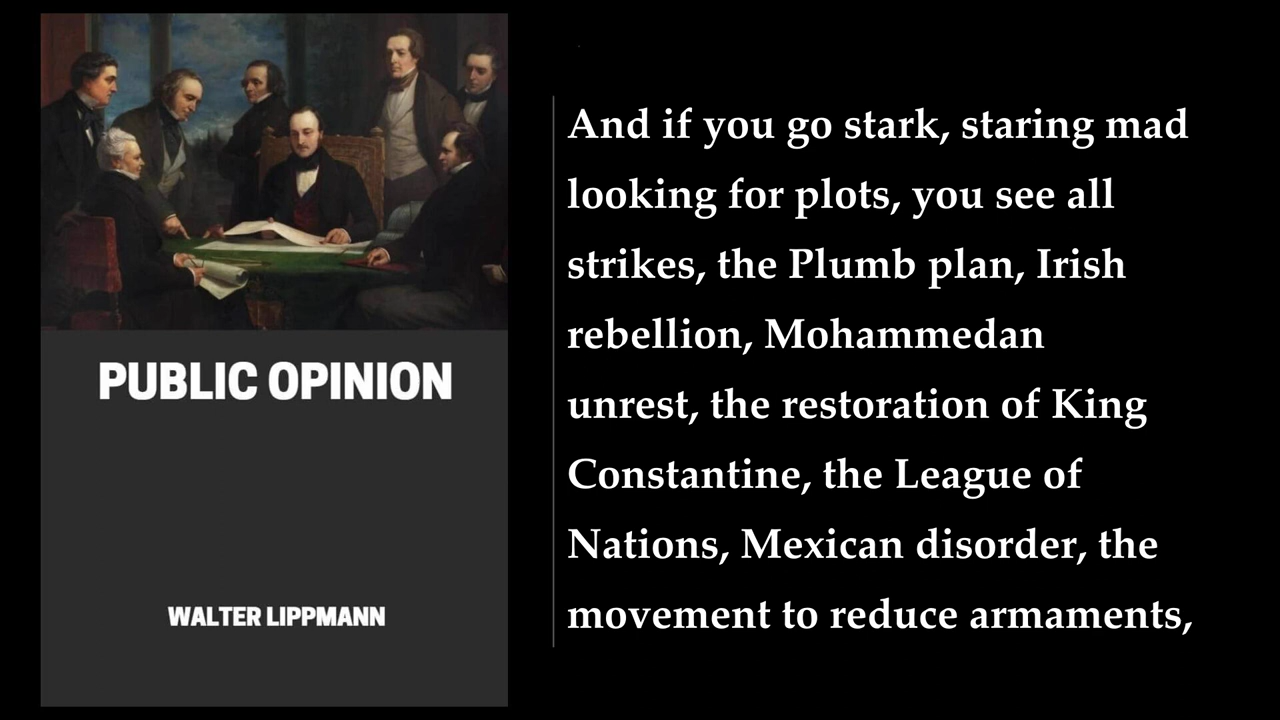 PUBLIC OPINION
WALTER LIPPMANN
And if you go stark, staring mad
looking for plots, you see all
strikes, the Plumb plan, Irish
rebellion, Mohammedan
unrest, the restoration of King
Constantine, the League of
Nations, Mexican disorder, the
movement to reduce armaments,